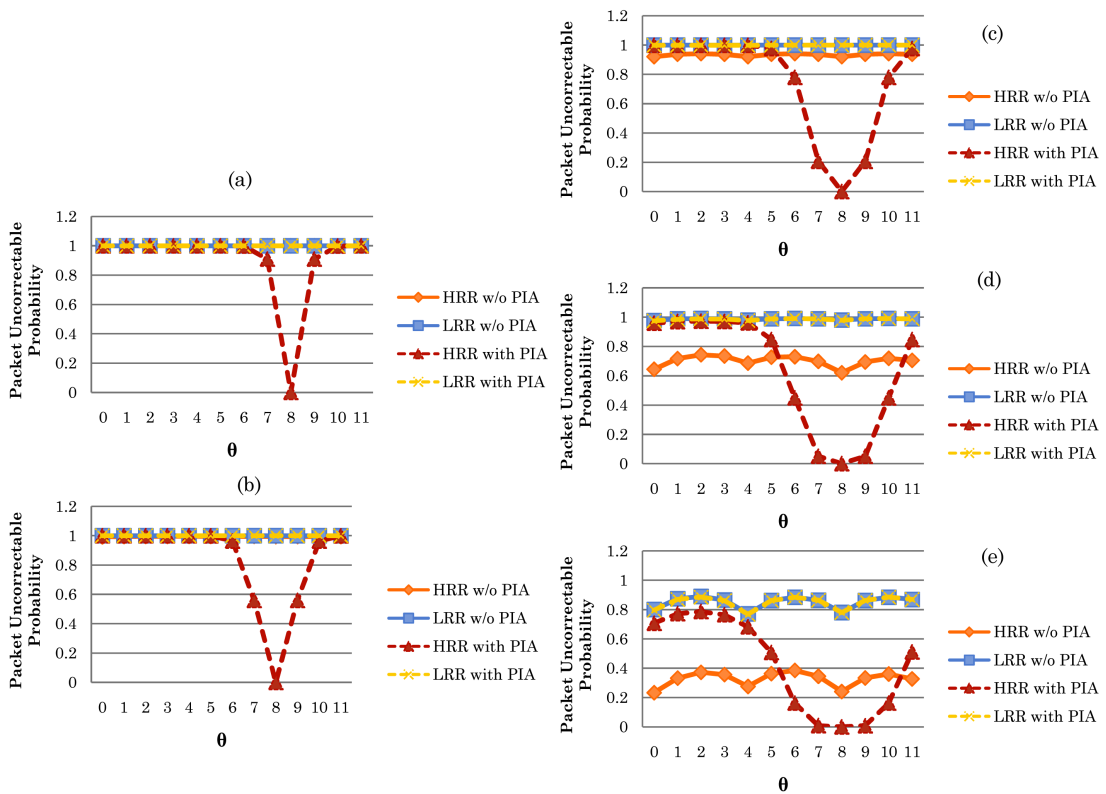 (a)
Packet Uncorrectable
Probability
1.2
1
0.8
0.6
0.4
0.2
0
0 1 2 3 4 5 6 7 8 9 10 11
θ
HRR w/o PIA
LRR w/o PIA
HRR with PIA
LRR with PIA
(b)
Packet Uncorrectable
Probability
1.2
1
0.8
0.6
0.4
0.2
0
0 1 2 3 4 5 6 7 8 9 10 11
θ
HRR w/o PIA
LRR w/o PIA
HRR with PIA
LRR with PIA
(c)
Packet Uncorrectable
Probability
1.2
1
0.8
0.6
0.4
0.2
0
0 1 2 3 4 5 6 7 8 9 10 11
θ
HRR w/o PIA
LRR w/o PIA
HRR with PIA
LRR with PIA
(d)
Packet Uncorrectable
Probability
1.2
1
0.8
0.6
0.4
0.2
0
0 1 2 3 4 5 6 7 8 9 10 11
θ
HRR w/o PIA
LRR w/o PIA
HRR with PIA
LRR with PIA
(e)
Packet Uncorrectable
Probability
1.2
1
0.8
0.6
0.4
0.2
0
0 1 2 3 4 5 6 7 8 9 10 11
θ
HRR w/o PIA
LRR w/o PIA
HRR with PIA
LRR with PIA